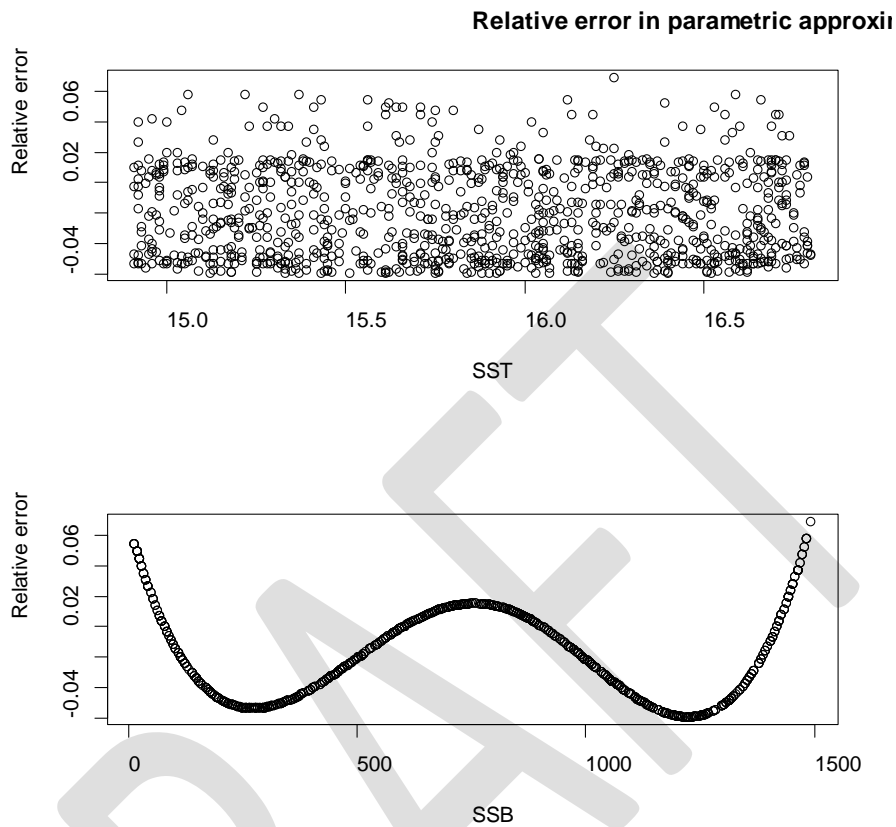 Relative error in parametric approxi
Relative error
0.06
0.02
-0.04
15.0 15.5 16.0 16.5
SST
Relative error
0.06
0.02
-0.04
0 500 1000 1500
SSB
DRAFT